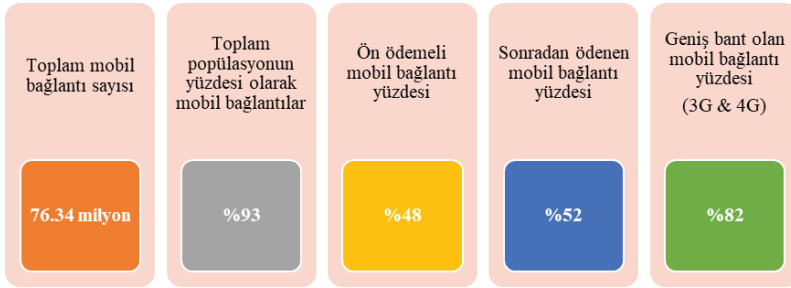 Toplam mobil
bağlantı sayısı
76.34 milyon
Toplam
popülasyonun
yüzdesi olarak
mobil bağlantılar
%93
Ön ödemeli
mobil bağlantı
yüzdesi
%48
Sonradan ödenen
mobil bağlantı
yüzdesi
%52
Geniş bant olan
mobil bağlantı
yüzdesi
(3G & 4G)
%82